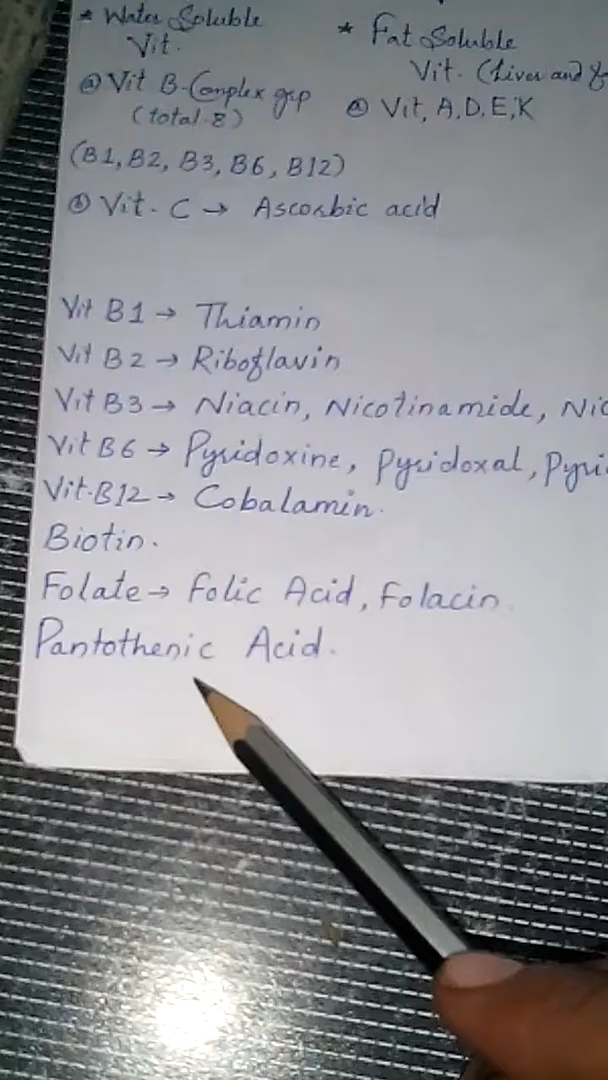 * Water Soluble
Vit.
* Fat Soluble
Vit. (Liver and
ⓐ Vit B-Complex grp
(total-8)
ⓐ Vit, A, D, E, K
(B1, B2, B3, B6, B12)
ⓑ Vit. C → Ascorbic acid
Vit B1 → Thiamin
Vit B2 → Riboflavin
Vit B3 → Niacin, Nicotinamide,
Vit B6 → Pyridoxine, Pyridoxal,
Vit.B12 → Cobalamin.
Biotin.
Folate → Folic Acid, Folacin.
Pantothenic Acid.